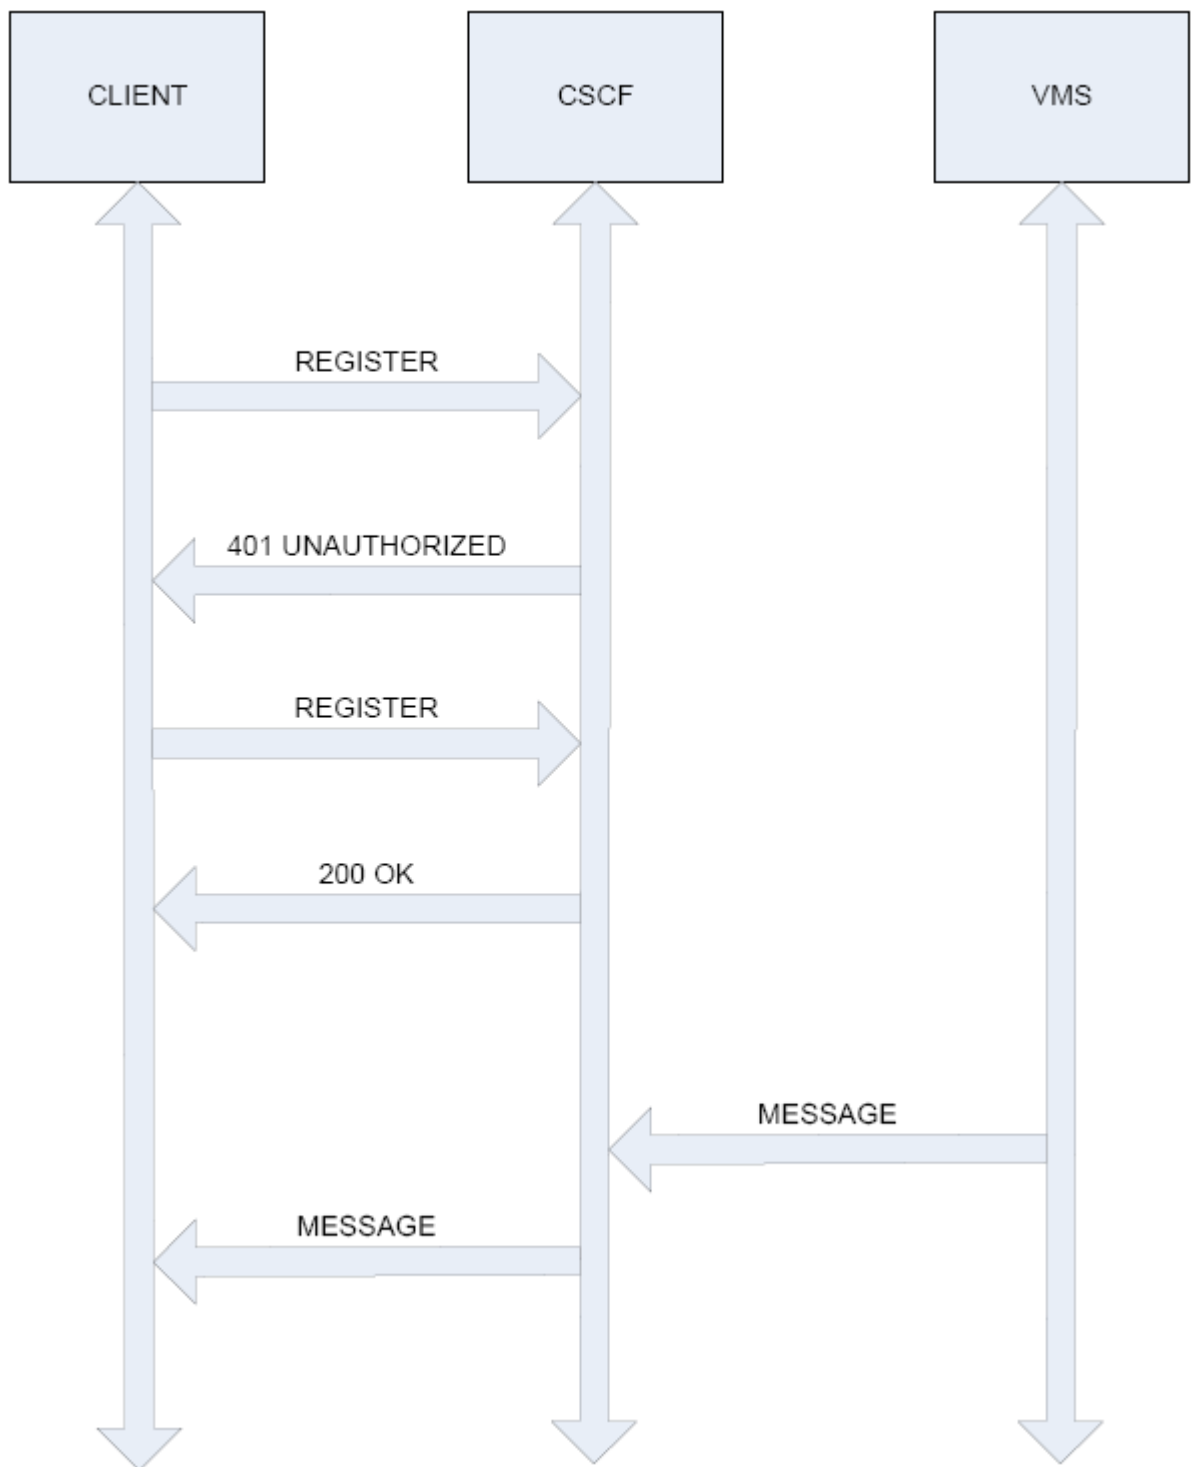 CLIENT
CSCF
VMS
REGISTER
401 UNAUTHORIZED
REGISTER
200 OK
MESSAGE
MESSAGE